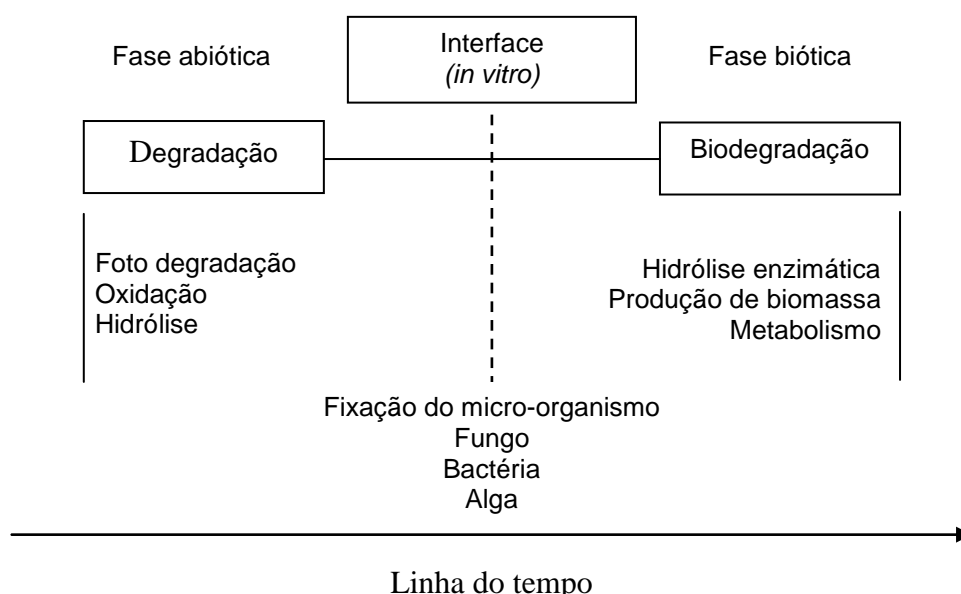 Fase abiótica
Interface
(in vitro)
Fase biótica
Degradação
Biodegradação
Foto degradação
Oxidação
Hidrólise
Hidrólise enzimática
Produção de biomassa
Metabolismo
Fixação do micro-organismo
Fungo
Bactéria
Alga
Linha do tempo